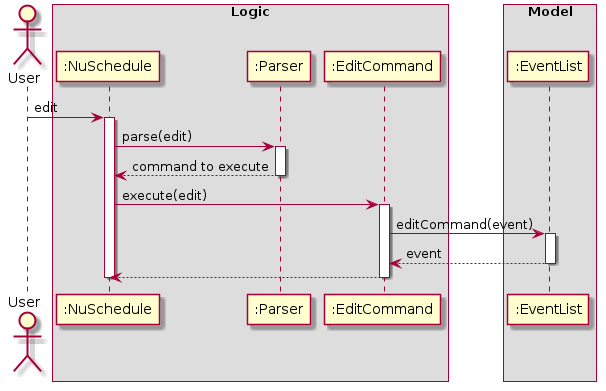 Logic
Model
User
:NuSchedule
:Parser
:EditCommand
:EventList
edit
parse(edit)
command to execute
execute(edit)
editCommand(event)
event
User
:NuSchedule
:Parser
:EditCommand
:EventList